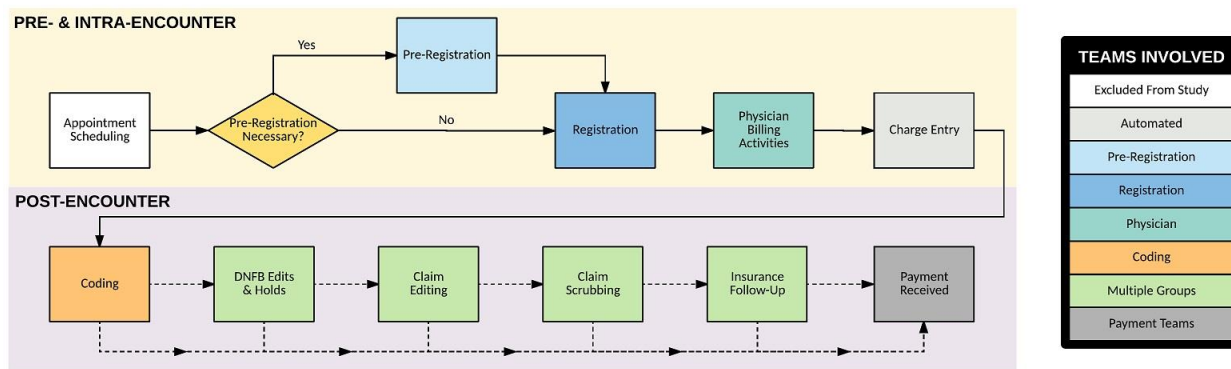 PRE- & INTRA-ENCOUNTER
Yes
Pre-Registration
Appointment
Scheduling
Pre-Registration
Necessary?
No
Registration
Physician
Billing
Activities
Charge Entry
POST-ENCOUNTER
Coding
DNFB Edits
& Holds
Claim
Editing
Claim
Scrubbing
Insurance
Follow-Up
Payment
Received
TEAMS INVOLVED
Excluded From Study
Automated
Pre-Registration
Registration
Physician
Coding
Multiple Groups
Payment Teams